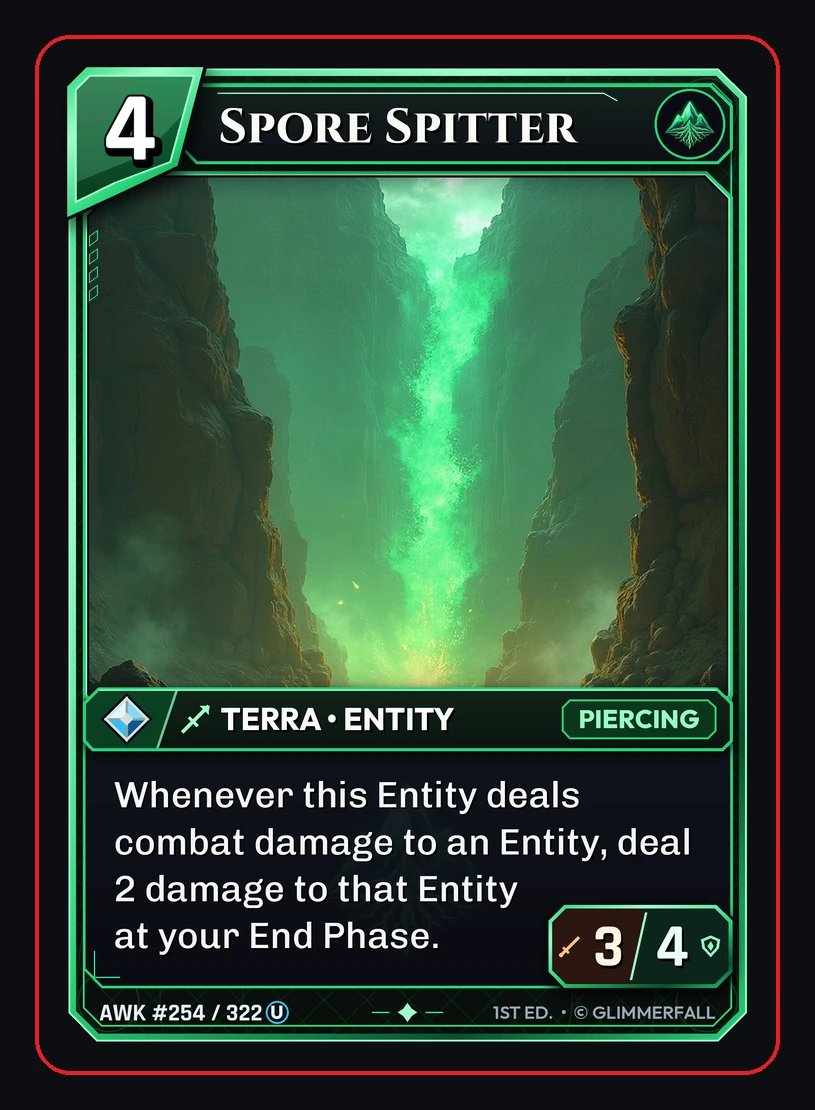 4
SPORE SPITTER
TERRA • ENTITY
PIERCING
Whenever this Entity deals
combat damage to an Entity, deal
2 damage to that Entity
at your End Phase.
3 / 4
AWK #254 / 322 U
1ST ED. • © GLIMMERFALL